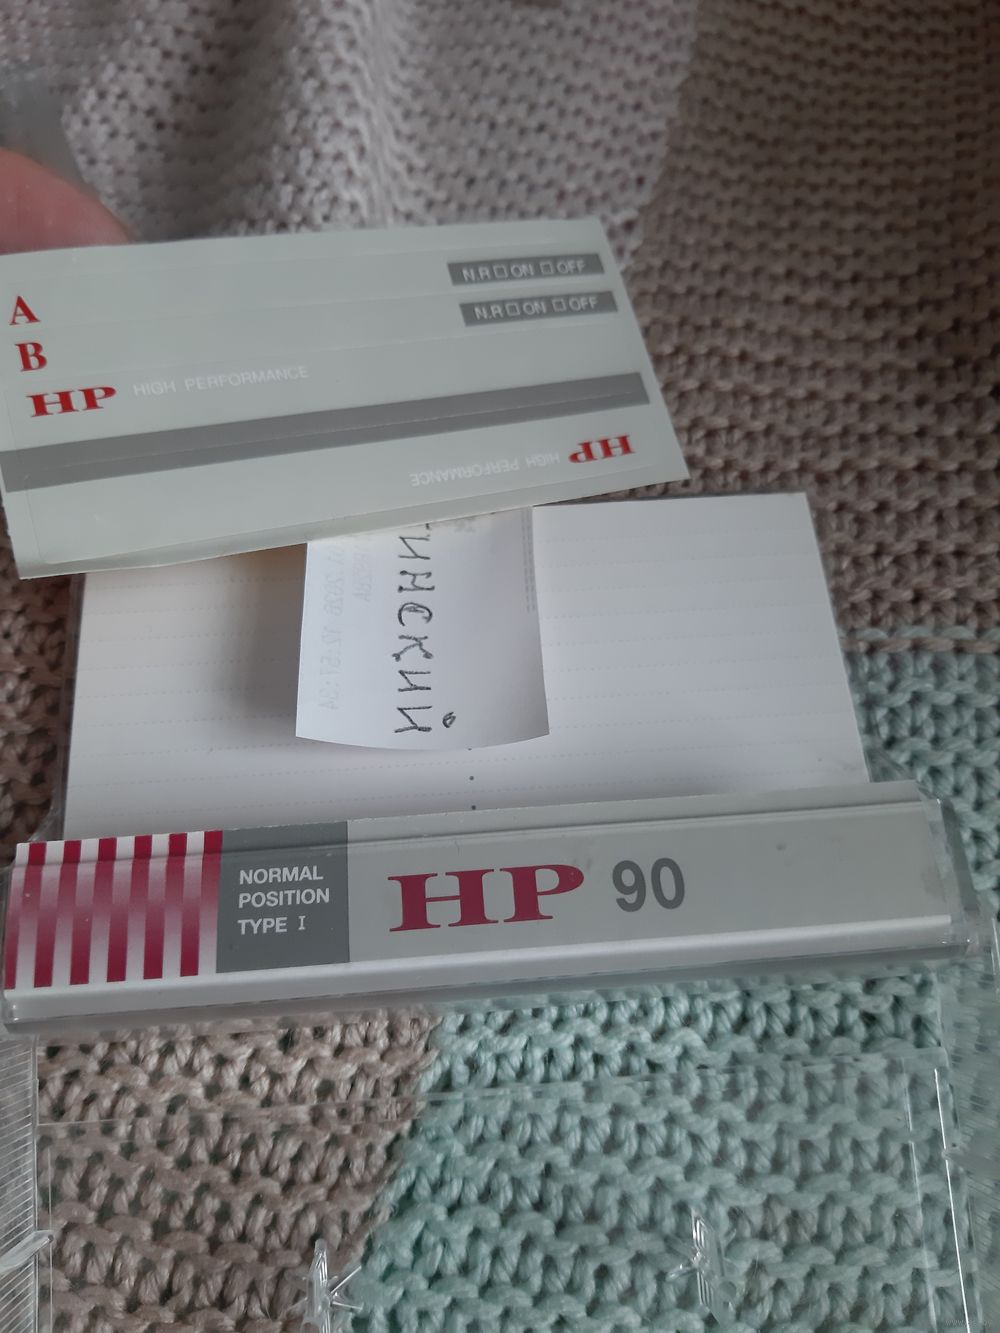 A
N.R □ ON □ OFF
B
N.R □ ON □ OFF
HP HIGH PERFORMANCE
HP HIGH PERFORMANCE
ИНСКИЙ
NORMAL
POSITION
TYPE I
HP 90